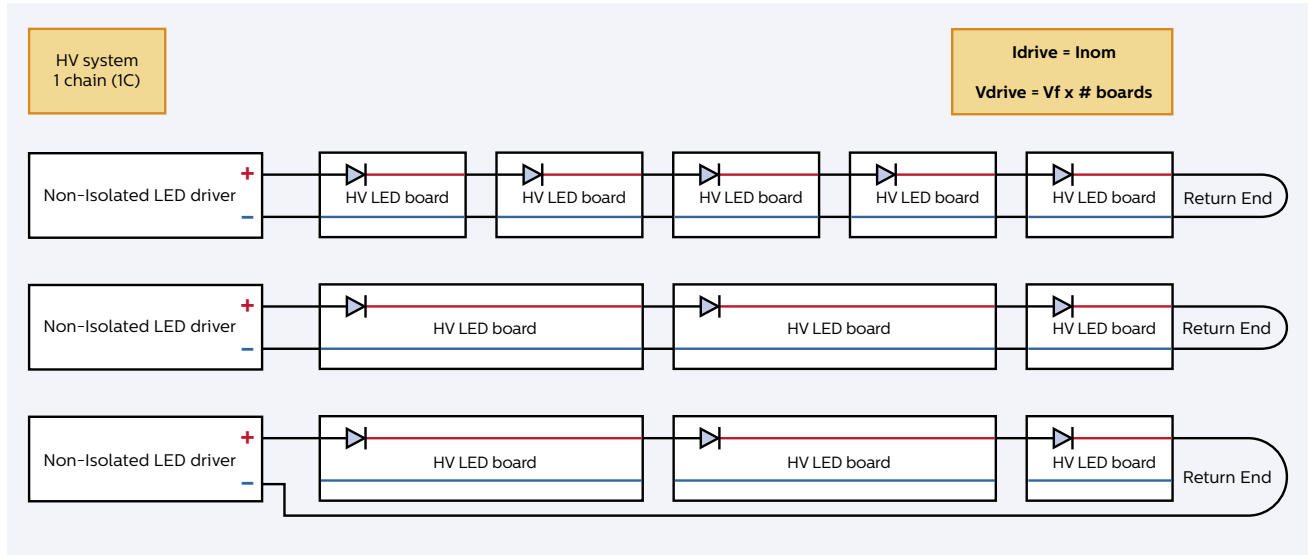 HV system
1 chain (1C)
Idrive = Inom
Vdrive = Vf x # boards
Non-Isolated LED driver
+
−
HV LED board
HV LED board
HV LED board
HV LED board
HV LED board
Return End
Non-Isolated LED driver
+
−
HV LED board
HV LED board
HV LED board
Return End
Non-Isolated LED driver
+
−
HV LED board
HV LED board
HV LED board
Return End